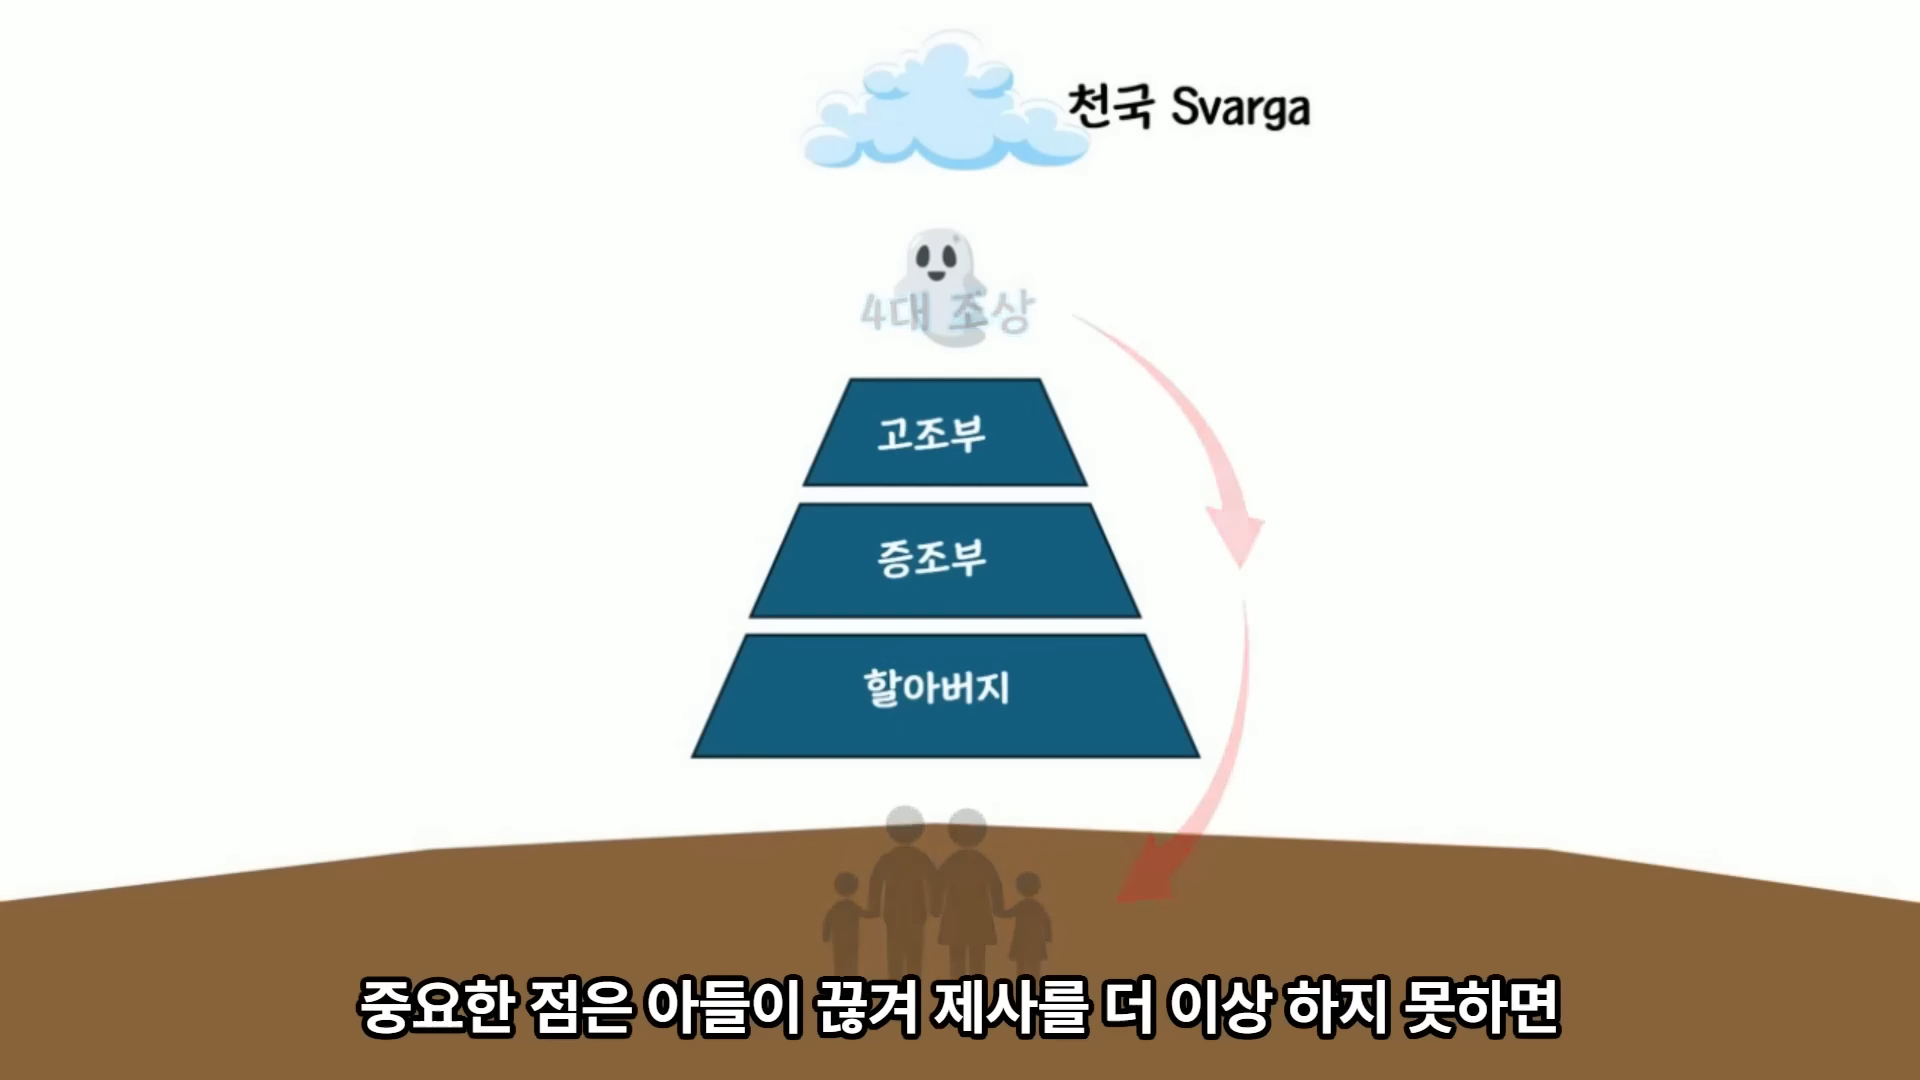 천국 Svarga
4대 조상
고조부
증조부
할아버지
중요한 점은 아들이 끊겨 제사를 더 이상 하지 못하면